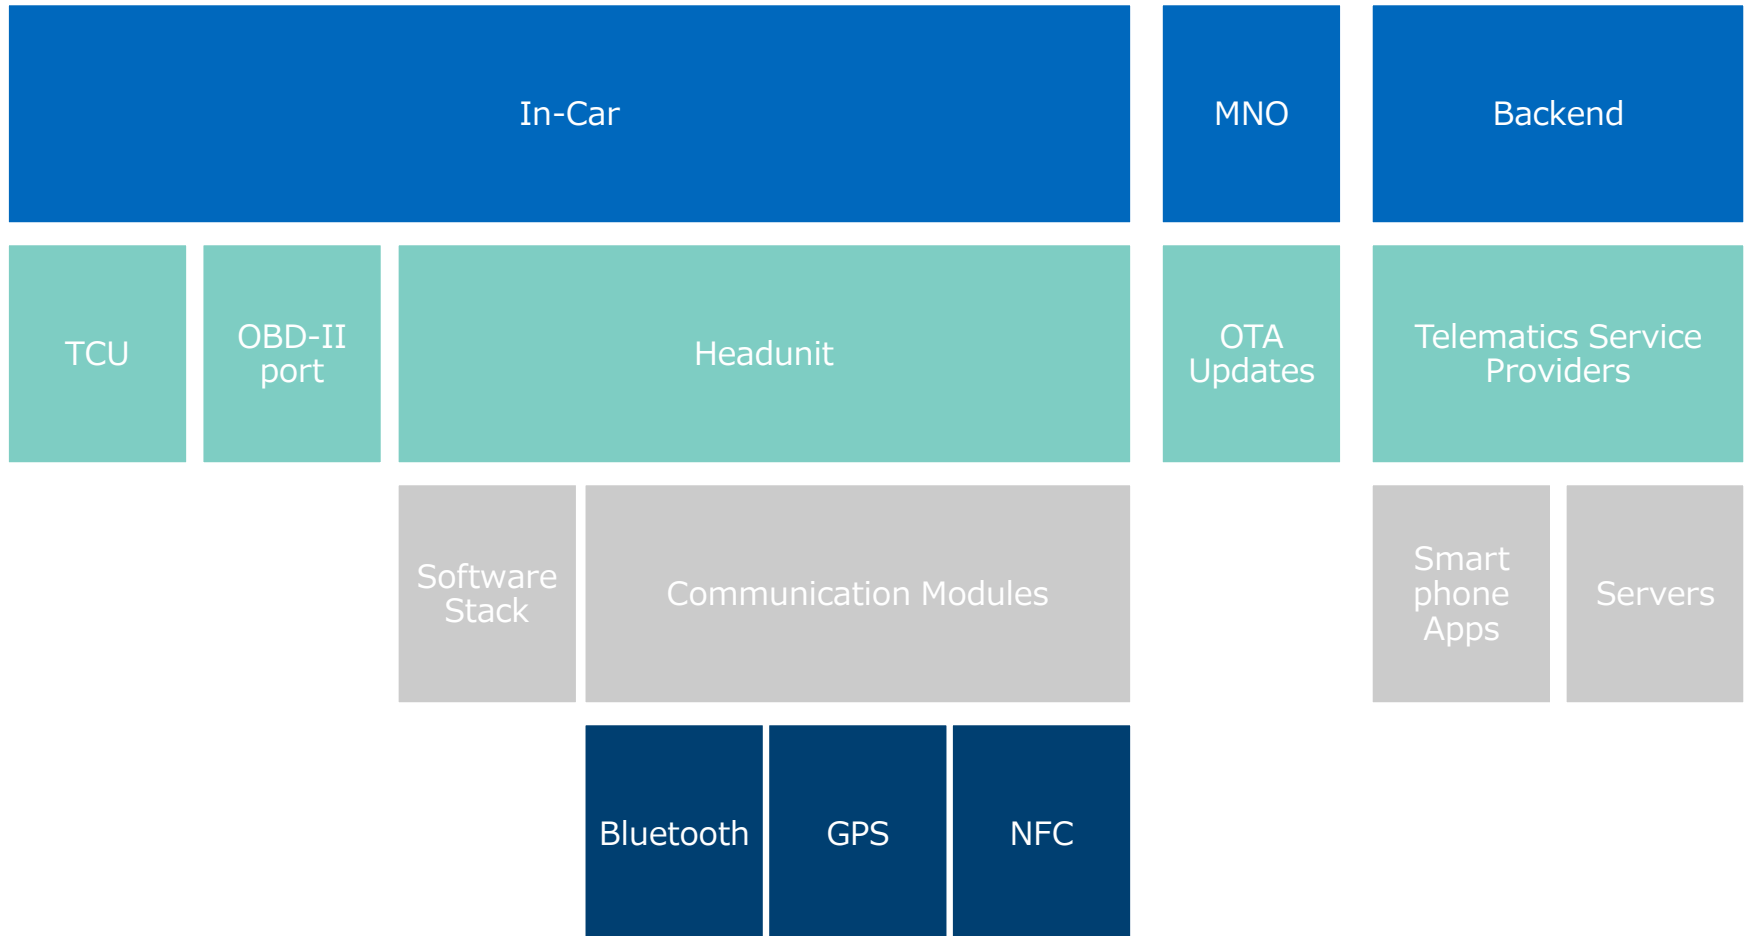 In-Car
MNO
Backend
TCU
OBD-II
port
Headunit
OTA
Updates
Telematics Service
Providers
Software
Stack
Communication Modules
Smart
phone
Apps
Servers
Bluetooth
GPS
NFC